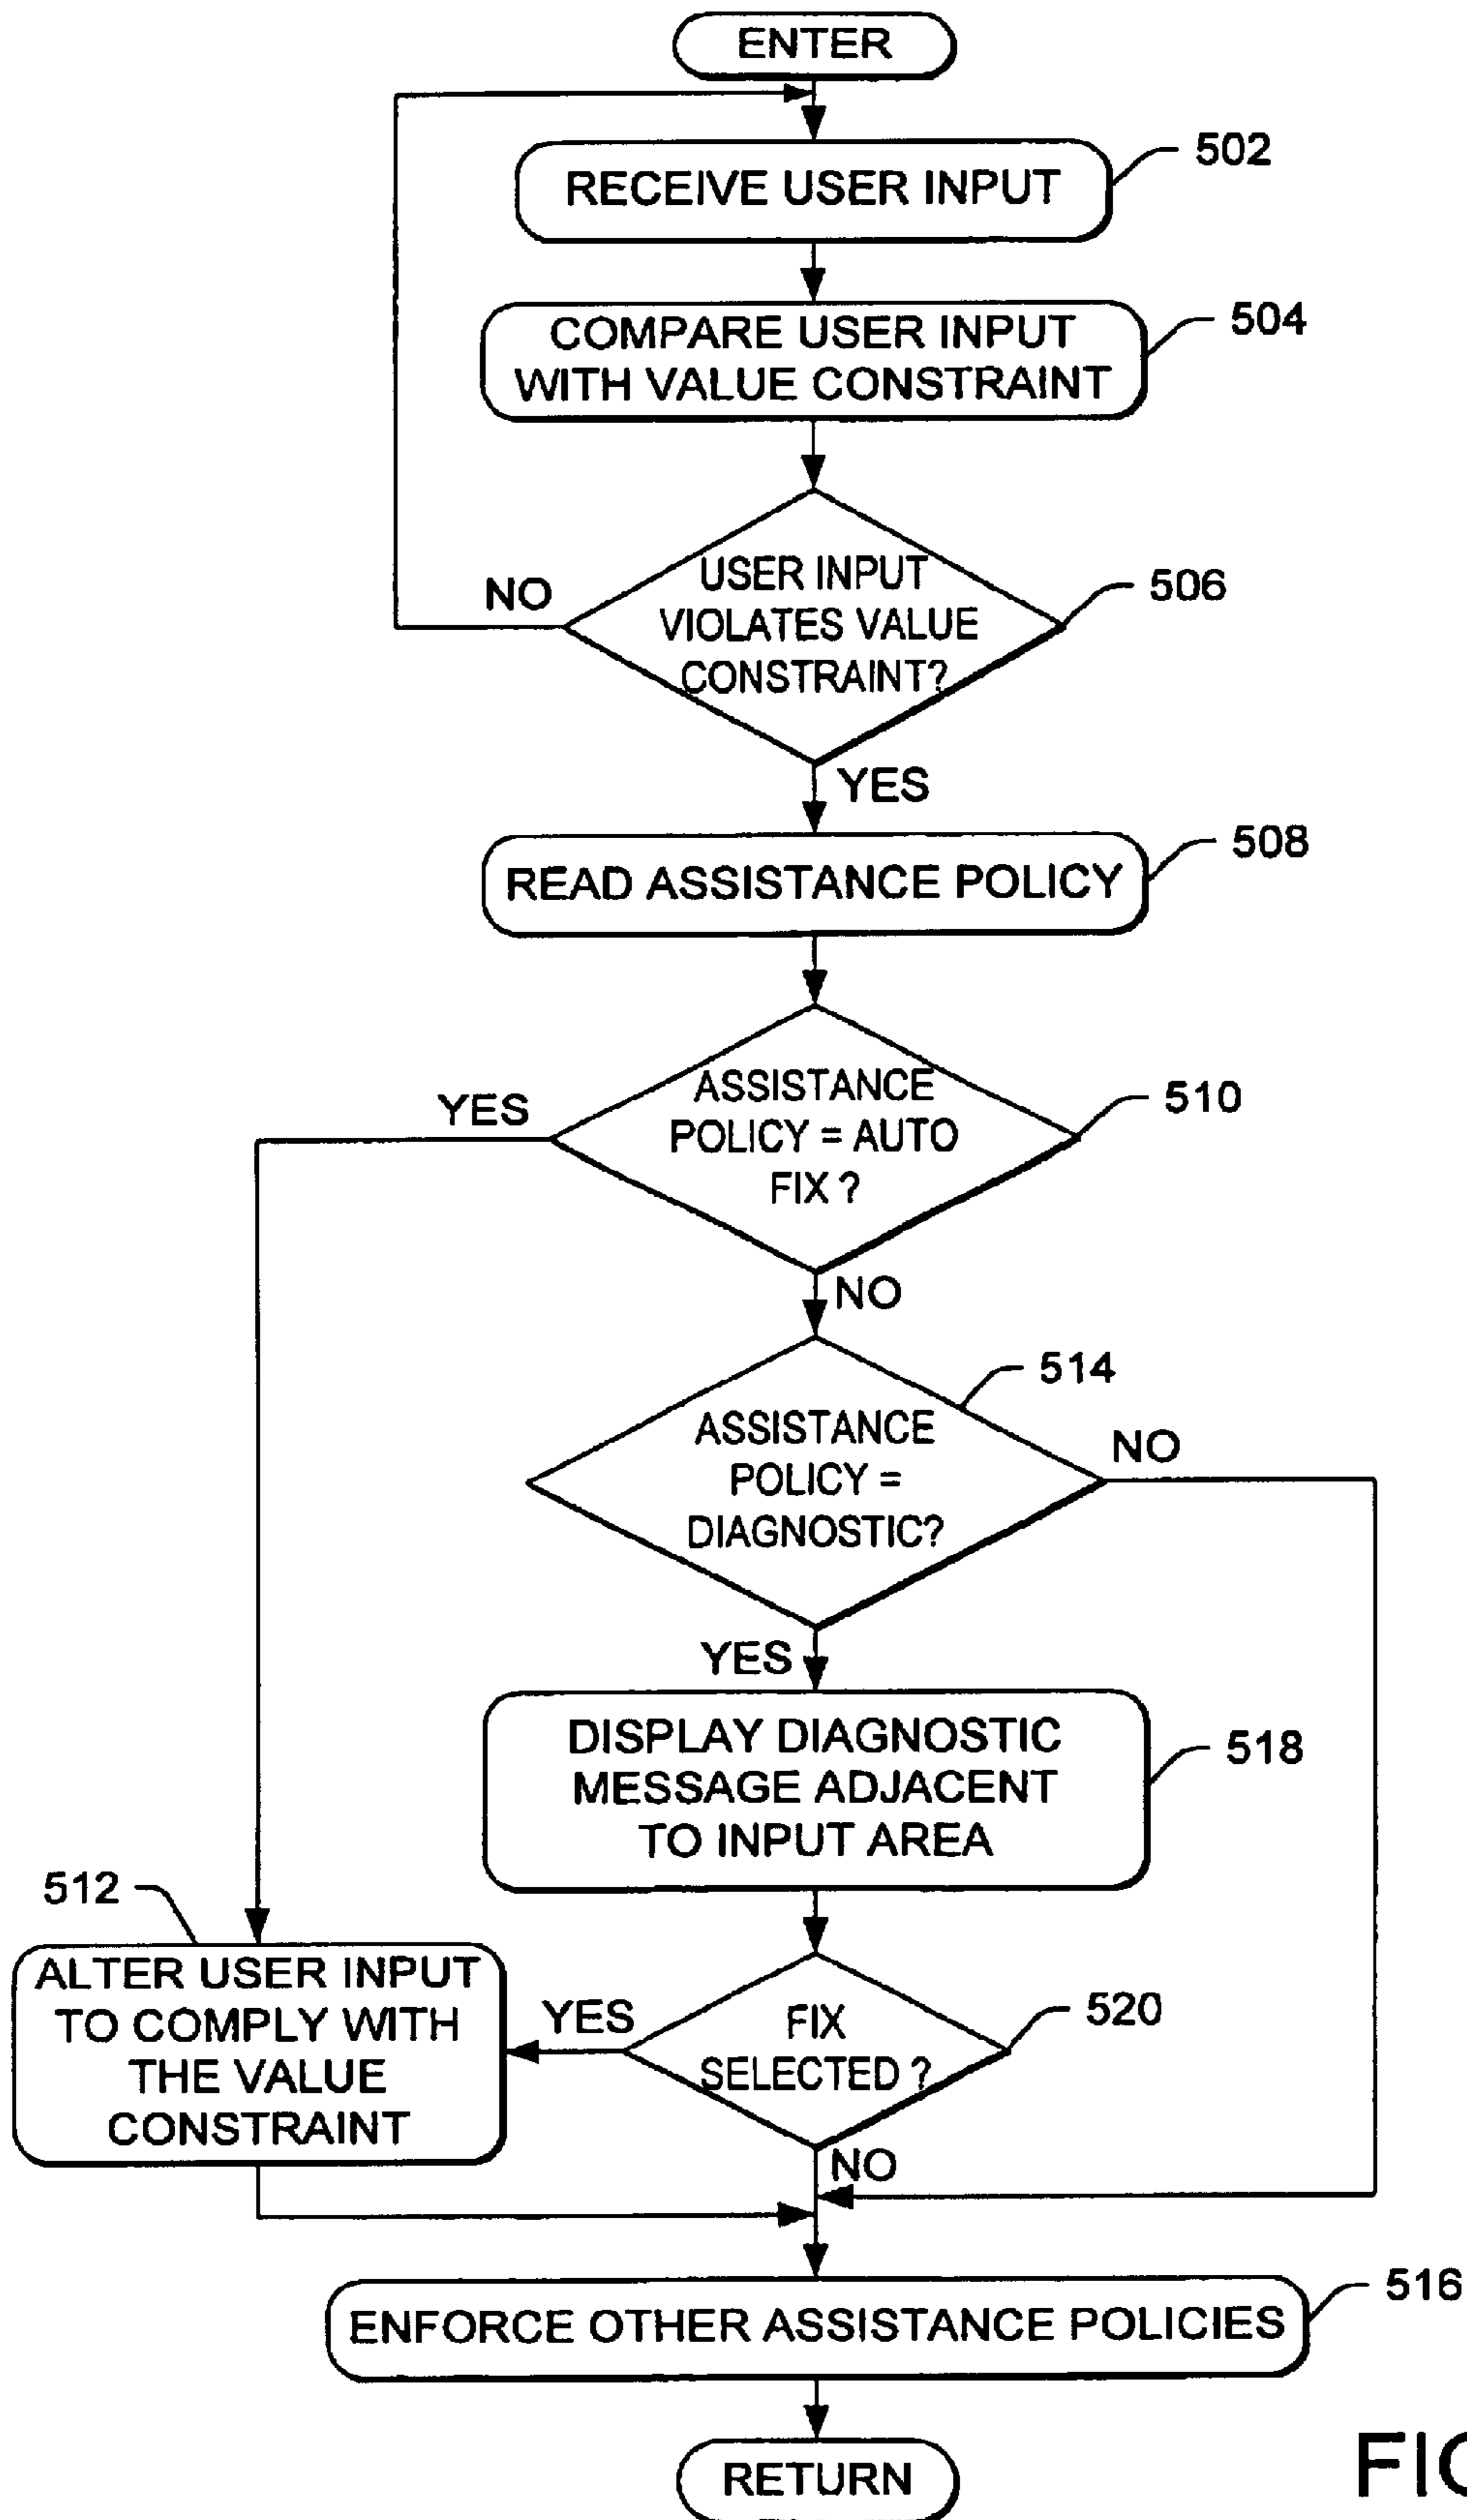 ENTER
RECEIVE USER INPUT
502
COMPARE USER INPUT
WITH VALUE CONSTRAINT
504
USER INPUT
VIOLATES VALUE
CONSTRAINT?
506
NO
YES
READ ASSISTANCE POLICY
508
ASSISTANCE
POLICY = AUTO
FIX ?
510
YES
NO
ASSISTANCE
POLICY =
DIAGNOSTIC?
514
NO
YES
DISPLAY DIAGNOSTIC
MESSAGE ADJACENT
TO INPUT AREA
518
512
ALTER USER INPUT
TO COMPLY WITH
THE VALUE
CONSTRAINT
YES
FIX
SELECTED ?
520
NO
ENFORCE OTHER ASSISTANCE POLICIES
516
RETURN